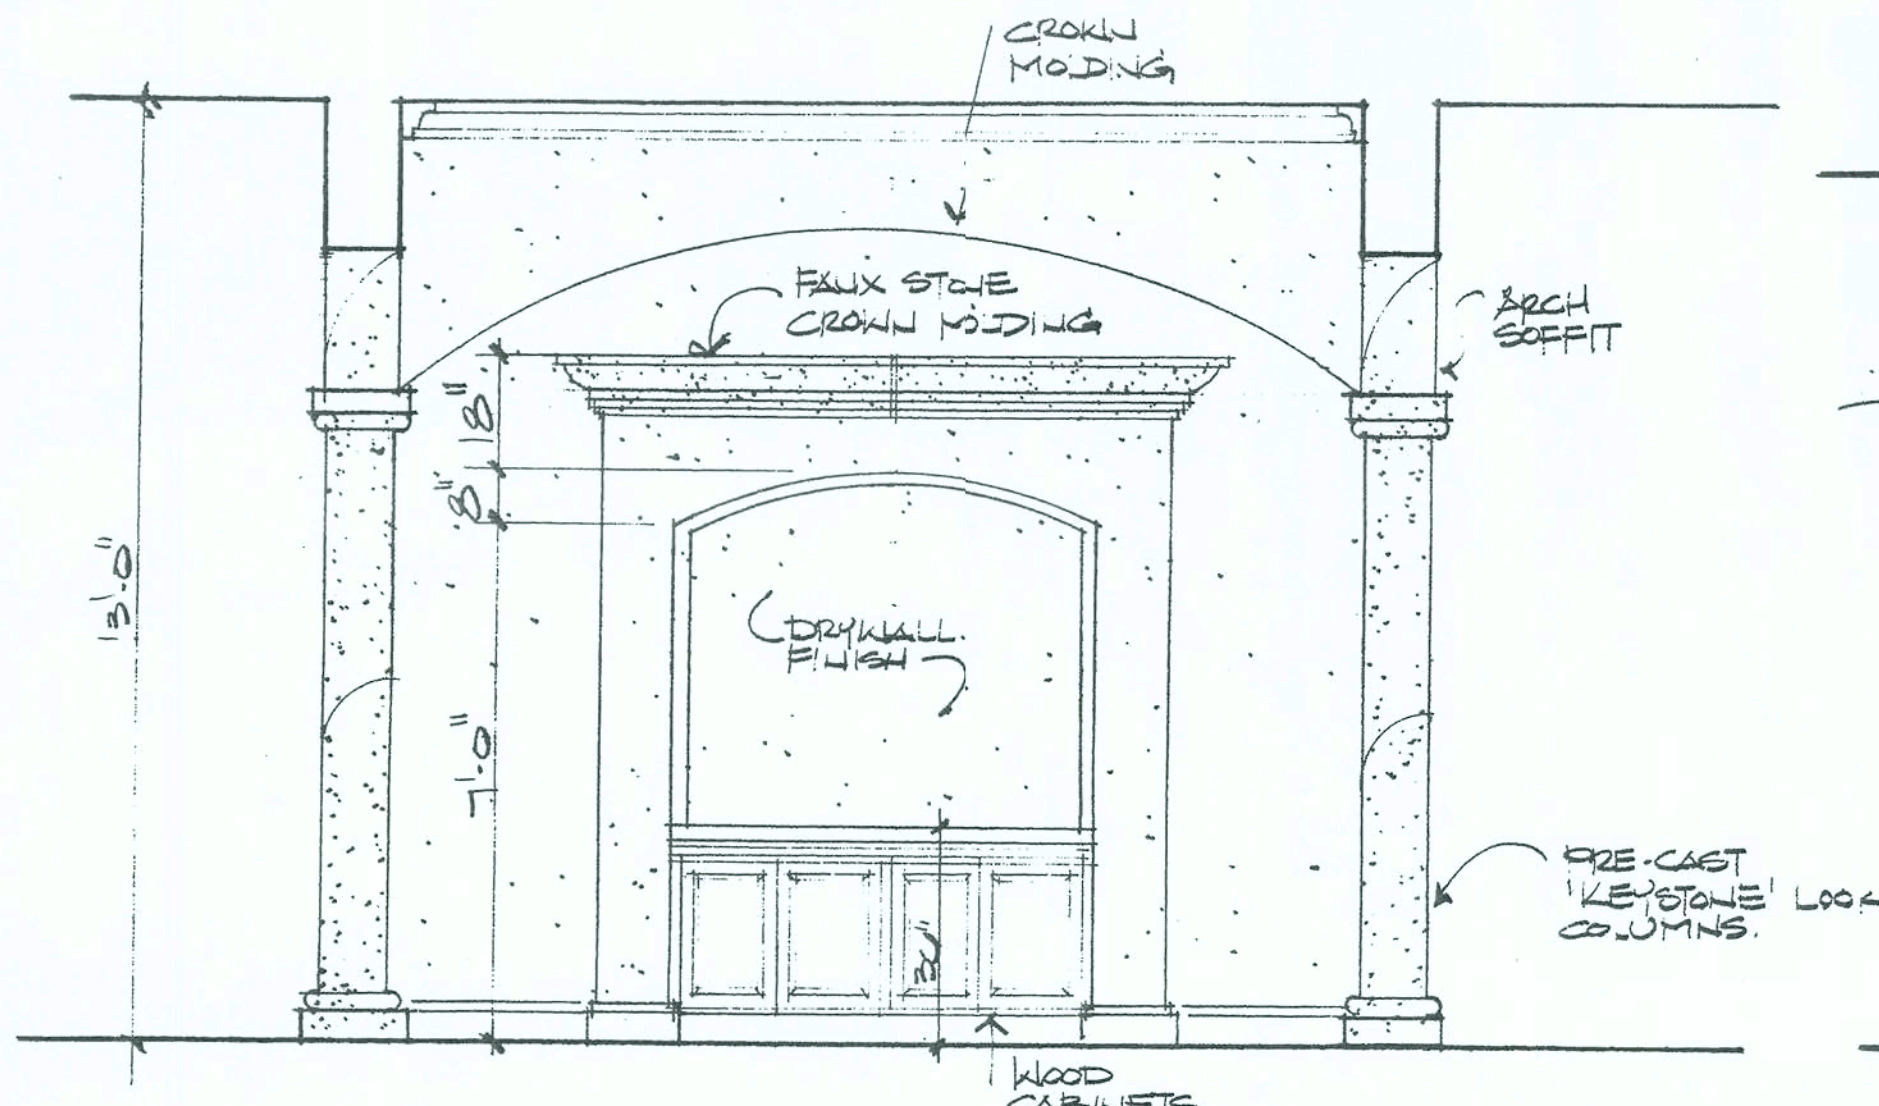 CROWN
MOLDING
FAUX STONE
CROWN MOLDING
ARCH
SOFFIT
18"
8"
13'-0"
DRYWALL
FINISH
7'-0"
PRE-CAST
'KEYSTONE' LOOK
COLUMNS.
30"
WOOD
CABINETS